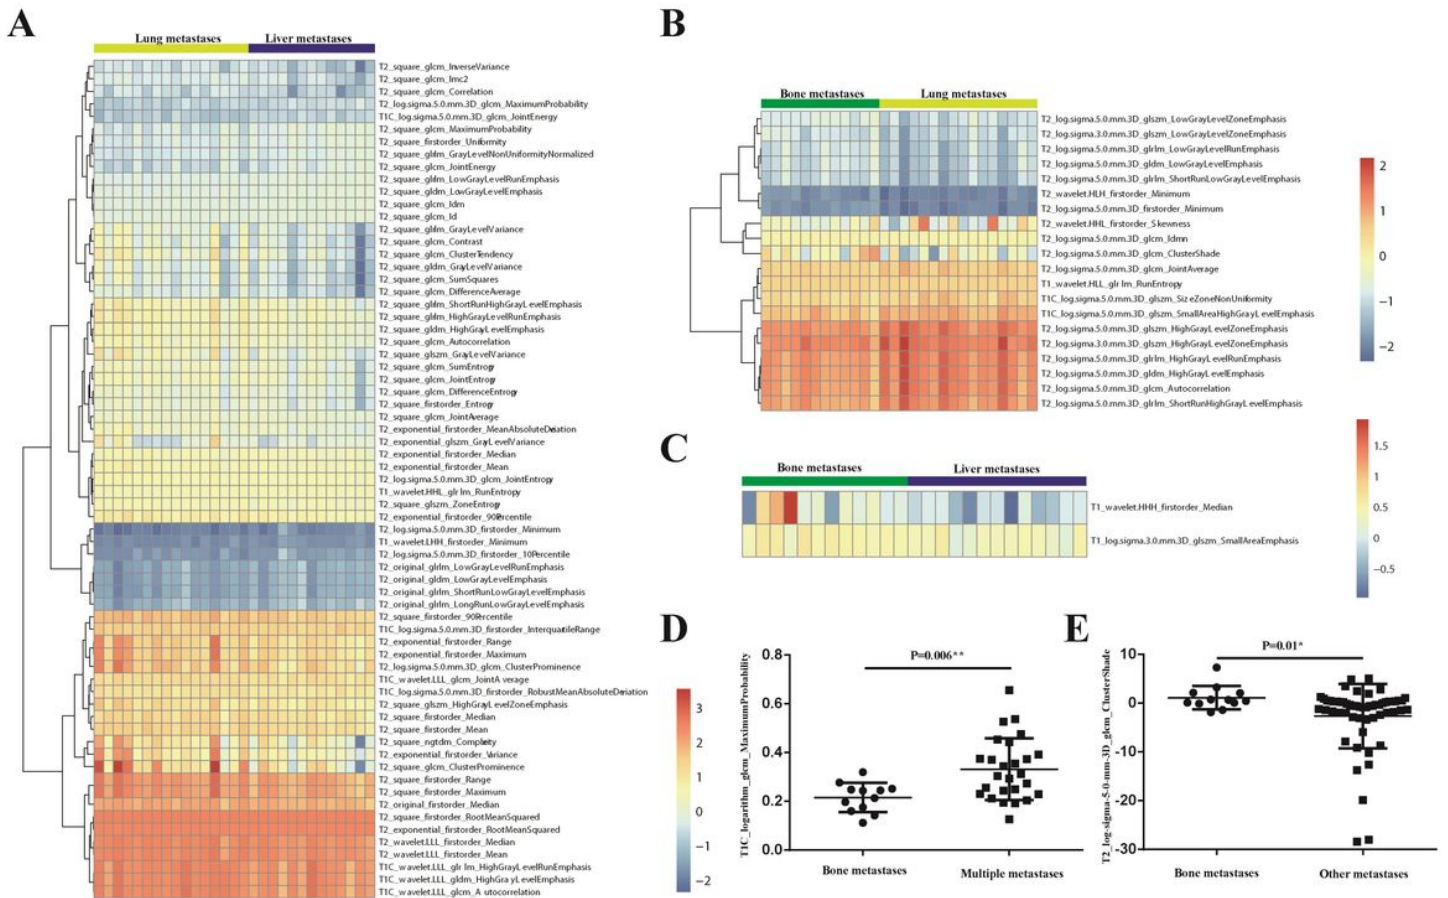 A
Lung metastases
Liver metastases
T2_square_glcm_InverseVariance
T2_square_glcm_Imc2
T2_square_glcm_Correlation
T2_log.sigma.5.0.mm.3D_glcm_MaximumProbability
T1C_log.sigma.5.0.mm.3D_glcm_JointEnergy
T2_square_glcm_MaximumProbability
T2_square_firstorder_Uniformity
T2_square_gldm_GrayLevelNonUniformityNormalized
T2_square_glcm_JointEnergy
T2_square_glrlm_LowGrayLevelRunEmphasis
T2_square_gldm_LowGrayLevelEmphasis
T2_square_glcm_Idm
T2_square_glcm_Id
T2_square_glrlm_GrayLevelVariance
T2_square_glcm_Contrast
T2_square_glcm_ClusterTendency
T2_square_gldm_GrayLevelVariance
T2_square_glcm_SumSquares
T2_square_glcm_DifferenceAverage
T2_square_glrlm_ShortRunHighGrayLevelEmphasis
T2_square_glrlm_HighGrayLevelRunEmphasis
T2_square_gldm_HighGrayLevelEmphasis
T2_square_glcm_Autocorrelation
T2_square_glszm_GrayLevelVariance
T2_square_glcm_SumEntropy
T2_square_glcm_JointEntropy
T2_square_glcm_DifferenceEntropy
T2_square_firstorder_Entropy
T2_square_glcm_JointAverage
T2_exponential_firstorder_MeanAbsoluteDeviation
T2_exponential_glszm_GrayLevelVariance
T2_exponential_firstorder_Median
T2_exponential_firstorder_Mean
T2_log.sigma.5.0.mm.3D_glcm_JointEntropy
T1_wavelet.HHL_glrlm_RunEntropy
T2_square_glszm_ZoneEntropy
T2_exponential_firstorder_90Percentile
T2_log.sigma.5.0.mm.3D_firstorder_Minimum
T1_wavelet.LHH_firstorder_Minimum
T2_log.sigma.5.0.mm.3D_firstorder_10Percentile
T2_original_glrlm_LowGrayLevelRunEmphasis
T2_original_gldm_LowGrayLevelEmphasis
T2_original_glrlm_ShortRunLowGrayLevelEmphasis
T2_original_glrlm_LongRunLowGrayLevelEmphasis
T2_square_firstorder_90Percentile
T1C_log.sigma.5.0.mm.3D_firstorder_InterquartileRange
T2_exponential_firstorder_Range
T2_exponential_firstorder_Maximum
T2_log.sigma.5.0.mm.3D_glcm_ClusterProminence
T1C_wavelet.LLL_glcm_JointAverage
T1C_log.sigma.5.0.mm.3D_firstorder_RobustMeanAbsoluteDeviation
T2_square_glszm_HighGrayLevelZoneEmphasis
T2_square_firstorder_Median
T2_square_firstorder_Mean
T2_square_ngtdm_Complexity
T2_exponential_firstorder_Variance
T2_square_glcm_ClusterProminence
T2_square_firstorder_Range
T2_square_firstorder_Maximum
T2_original_firstorder_Median
T2_square_firstorder_RootMeanSquared
T2_exponential_firstorder_RootMeanSquared
T2_wavelet.LLL_firstorder_Median
T2_wavelet.LLL_firstorder_Mean
T1C_wavelet.LLL_glrlm_HighGrayLevelRunEmphasis
T1C_wavelet.LLL_gldm_HighGrayLevelEmphasis
T1C_wavelet.LLL_glcm_Autocorrelation
3
2
1
0
−1
−2
B
Bone metastases
Lung metastases
T2_log.sigma.5.0.mm.3D_glszm_LowGrayLevelZoneEmphasis
T2_log.sigma.3.0.mm.3D_glszm_LowGrayLevelZoneEmphasis
T2_log.sigma.5.0.mm.3D_glrlm_LowGrayLevelRunEmphasis
T2_log.sigma.5.0.mm.3D_gldm_LowGrayLevelEmphasis
T2_log.sigma.5.0.mm.3D_glrlm_ShortRunLowGrayLevelEmphasis
T2_wavelet.HLH_firstorder_Minimum
T2_log.sigma.5.0.mm.3D_firstorder_Minimum
T2_wavelet.HHL_firstorder_Skewness
T2_log.sigma.5.0.mm.3D_glcm_Idmn
T2_log.sigma.5.0.mm.3D_glcm_ClusterShade
T2_log.sigma.5.0.mm.3D_glcm_JointAverage
T1_wavelet.HLL_glrlm_RunEntropy
T1C_log.sigma.5.0.mm.3D_glszm_SizeZoneNonUniformity
T1C_log.sigma.5.0.mm.3D_glszm_SmallAreaHighGrayLevelEmphasis
T2_log.sigma.5.0.mm.3D_glszm_HighGrayLevelZoneEmphasis
T2_log.sigma.3.0.mm.3D_glszm_HighGrayLevelZoneEmphasis
T2_log.sigma.5.0.mm.3D_glrlm_HighGrayLevelRunEmphasis
T2_log.sigma.5.0.mm.3D_gldm_HighGrayLevelEmphasis
T2_log.sigma.5.0.mm.3D_glcm_Autocorrelation
T2_log.sigma.5.0.mm.3D_glrlm_ShortRunHighGrayLevelEmphasis
2
1
0
−1
−2
C
Bone metastases
Liver metastases
T1_wavelet.HHH_firstorder_Median
T1_log.sigma.3.0.mm.3D_glszm_SmallAreaEmphasis
1.5
1
0.5
0
−0.5
D
T1C_logarithm_glcm_MaximumProbability
0.8
0.6
0.4
0.2
0.0
P=0.006**
Bone metastases
Multiple metastases
E
T2_log-sigma-5-0-mm-3D_glcm_ClusterShade
10
0
-10
-20
-30
P=0.01*
Bone metastases
Other metastases